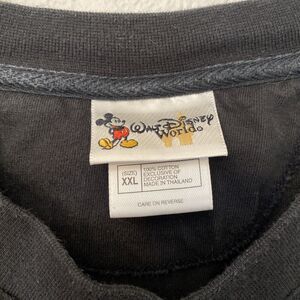 Walt Disney
World
(SIZE)
XXL
100% COTTON
EXCLUSIVE OF
DECORATION
MADE IN THAILAND
CARE ON REVERSE